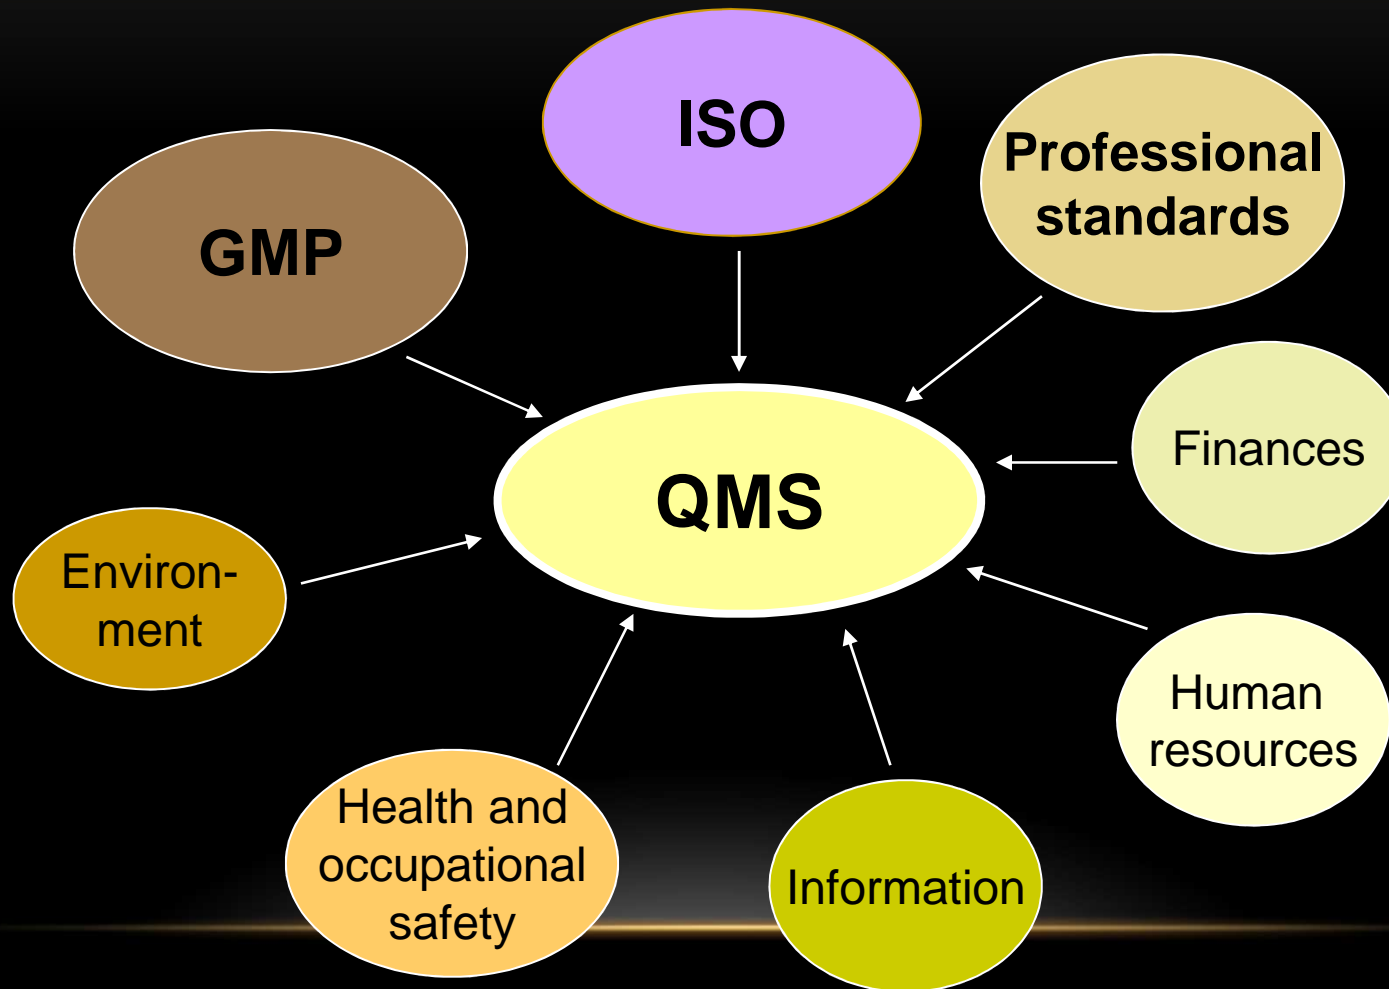 ISO
Professional
standards
GMP
Finances
QMS
Environ-
ment
Human
resources
Health and
occupational
safety
Information